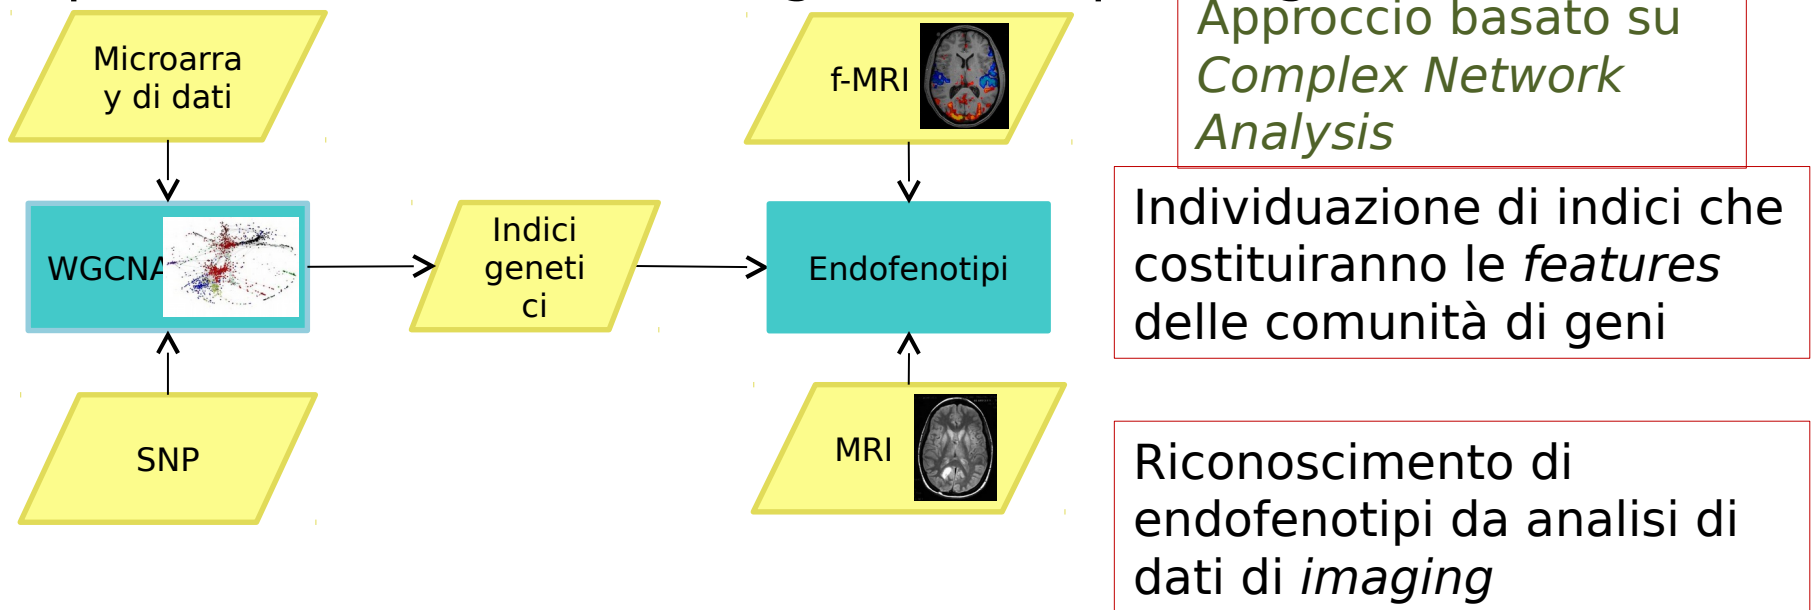 Microarra
y di dati
f-MRI
WGCNA
Indici
geneti
ci
Endofenotipi
SNP
MRI
Approccio basato su
Complex Network
Analysis
Individuazione di indici che
costituiranno le features
delle comunità di geni
Riconoscimento di
endofenotipi da analisi di
dati di imaging